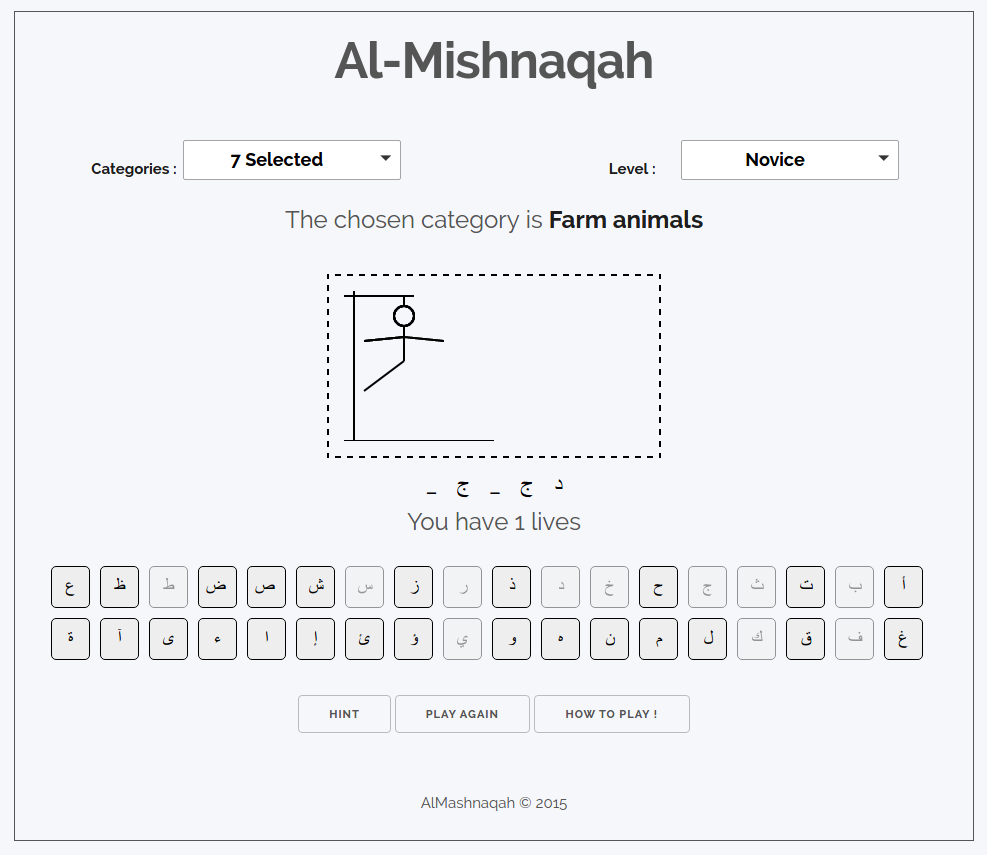 Al-Mishnaqah
Categories : 7 Selected Level : Novice
The chosen category is Farm animals
د ج _ ج _
You have 1 lives
أ ب ت ث ج ح خ د ذ ر ز س ش ص ض ط ظ ع
غ ف ق ك ل م ن ه و ي ؤ ئ إ ا ء ى آ ة
HINT PLAY AGAIN HOW TO PLAY !
AlMashnaqah © 2015